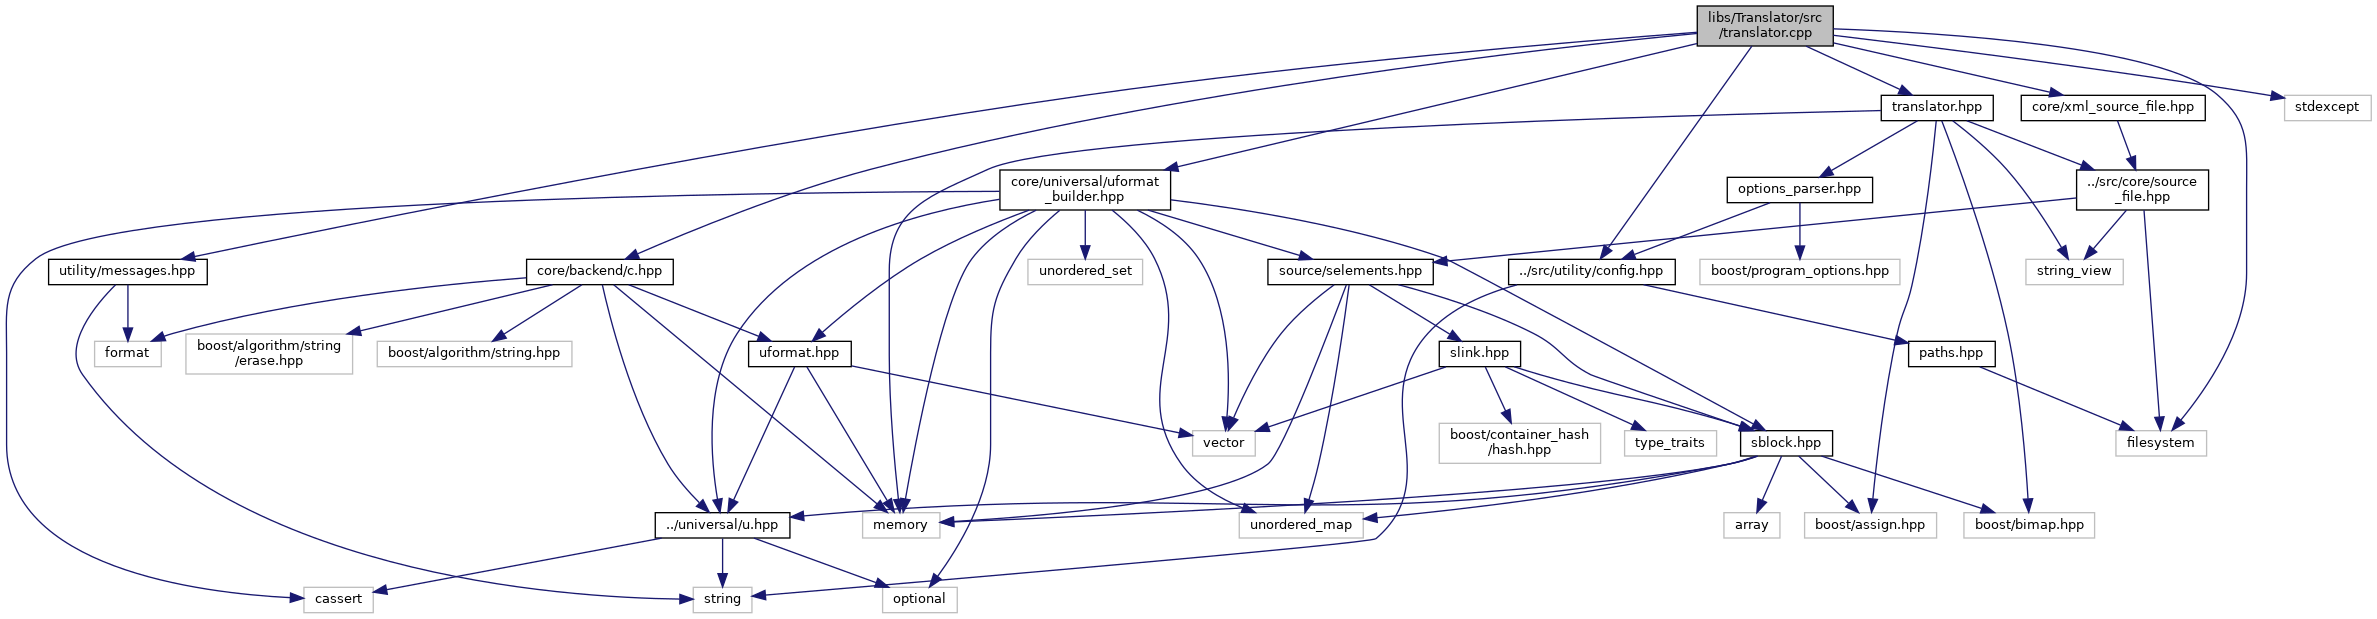 libs/Translator/src
/translator.cpp
translator.hpp
core/xml_source_file.hpp
stdexcept
core/universal/uformat
_builder.hpp
options_parser.hpp
../src/core/source
_file.hpp
utility/messages.hpp
core/backend/c.hpp
unordered_set
source/selements.hpp
../src/utility/config.hpp
boost/program_options.hpp
string_view
format
boost/algorithm/string
/erase.hpp
boost/algorithm/string.hpp
uformat.hpp
slink.hpp
paths.hpp
vector
boost/container_hash
/hash.hpp
type_traits
sblock.hpp
filesystem
../universal/u.hpp
memory
unordered_map
array
boost/assign.hpp
boost/bimap.hpp
cassert
string
optional